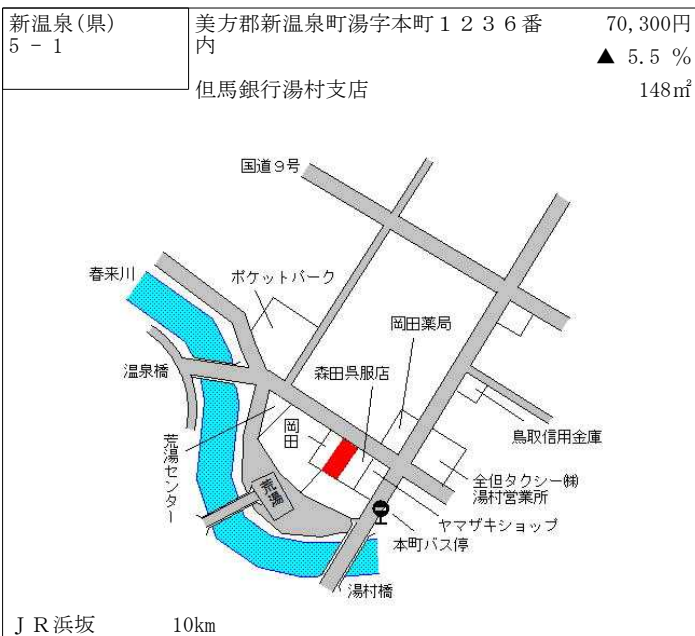 新温泉(県)
5 － 1
美方郡新温泉町湯字本町１２３６番
内
70,300円
▲ 5.5 %
但馬銀行湯村支店
148㎡
国道９号
春来川
ポケットパーク
岡田薬局
温泉橋
森田呉服店
岡田
鳥取信用金庫
荒湯センター
荒湯
全但タクシー㈱
湯村営業所
ヤマザキショップ
本町バス停
湯村橋
ＪＲ浜坂
10km